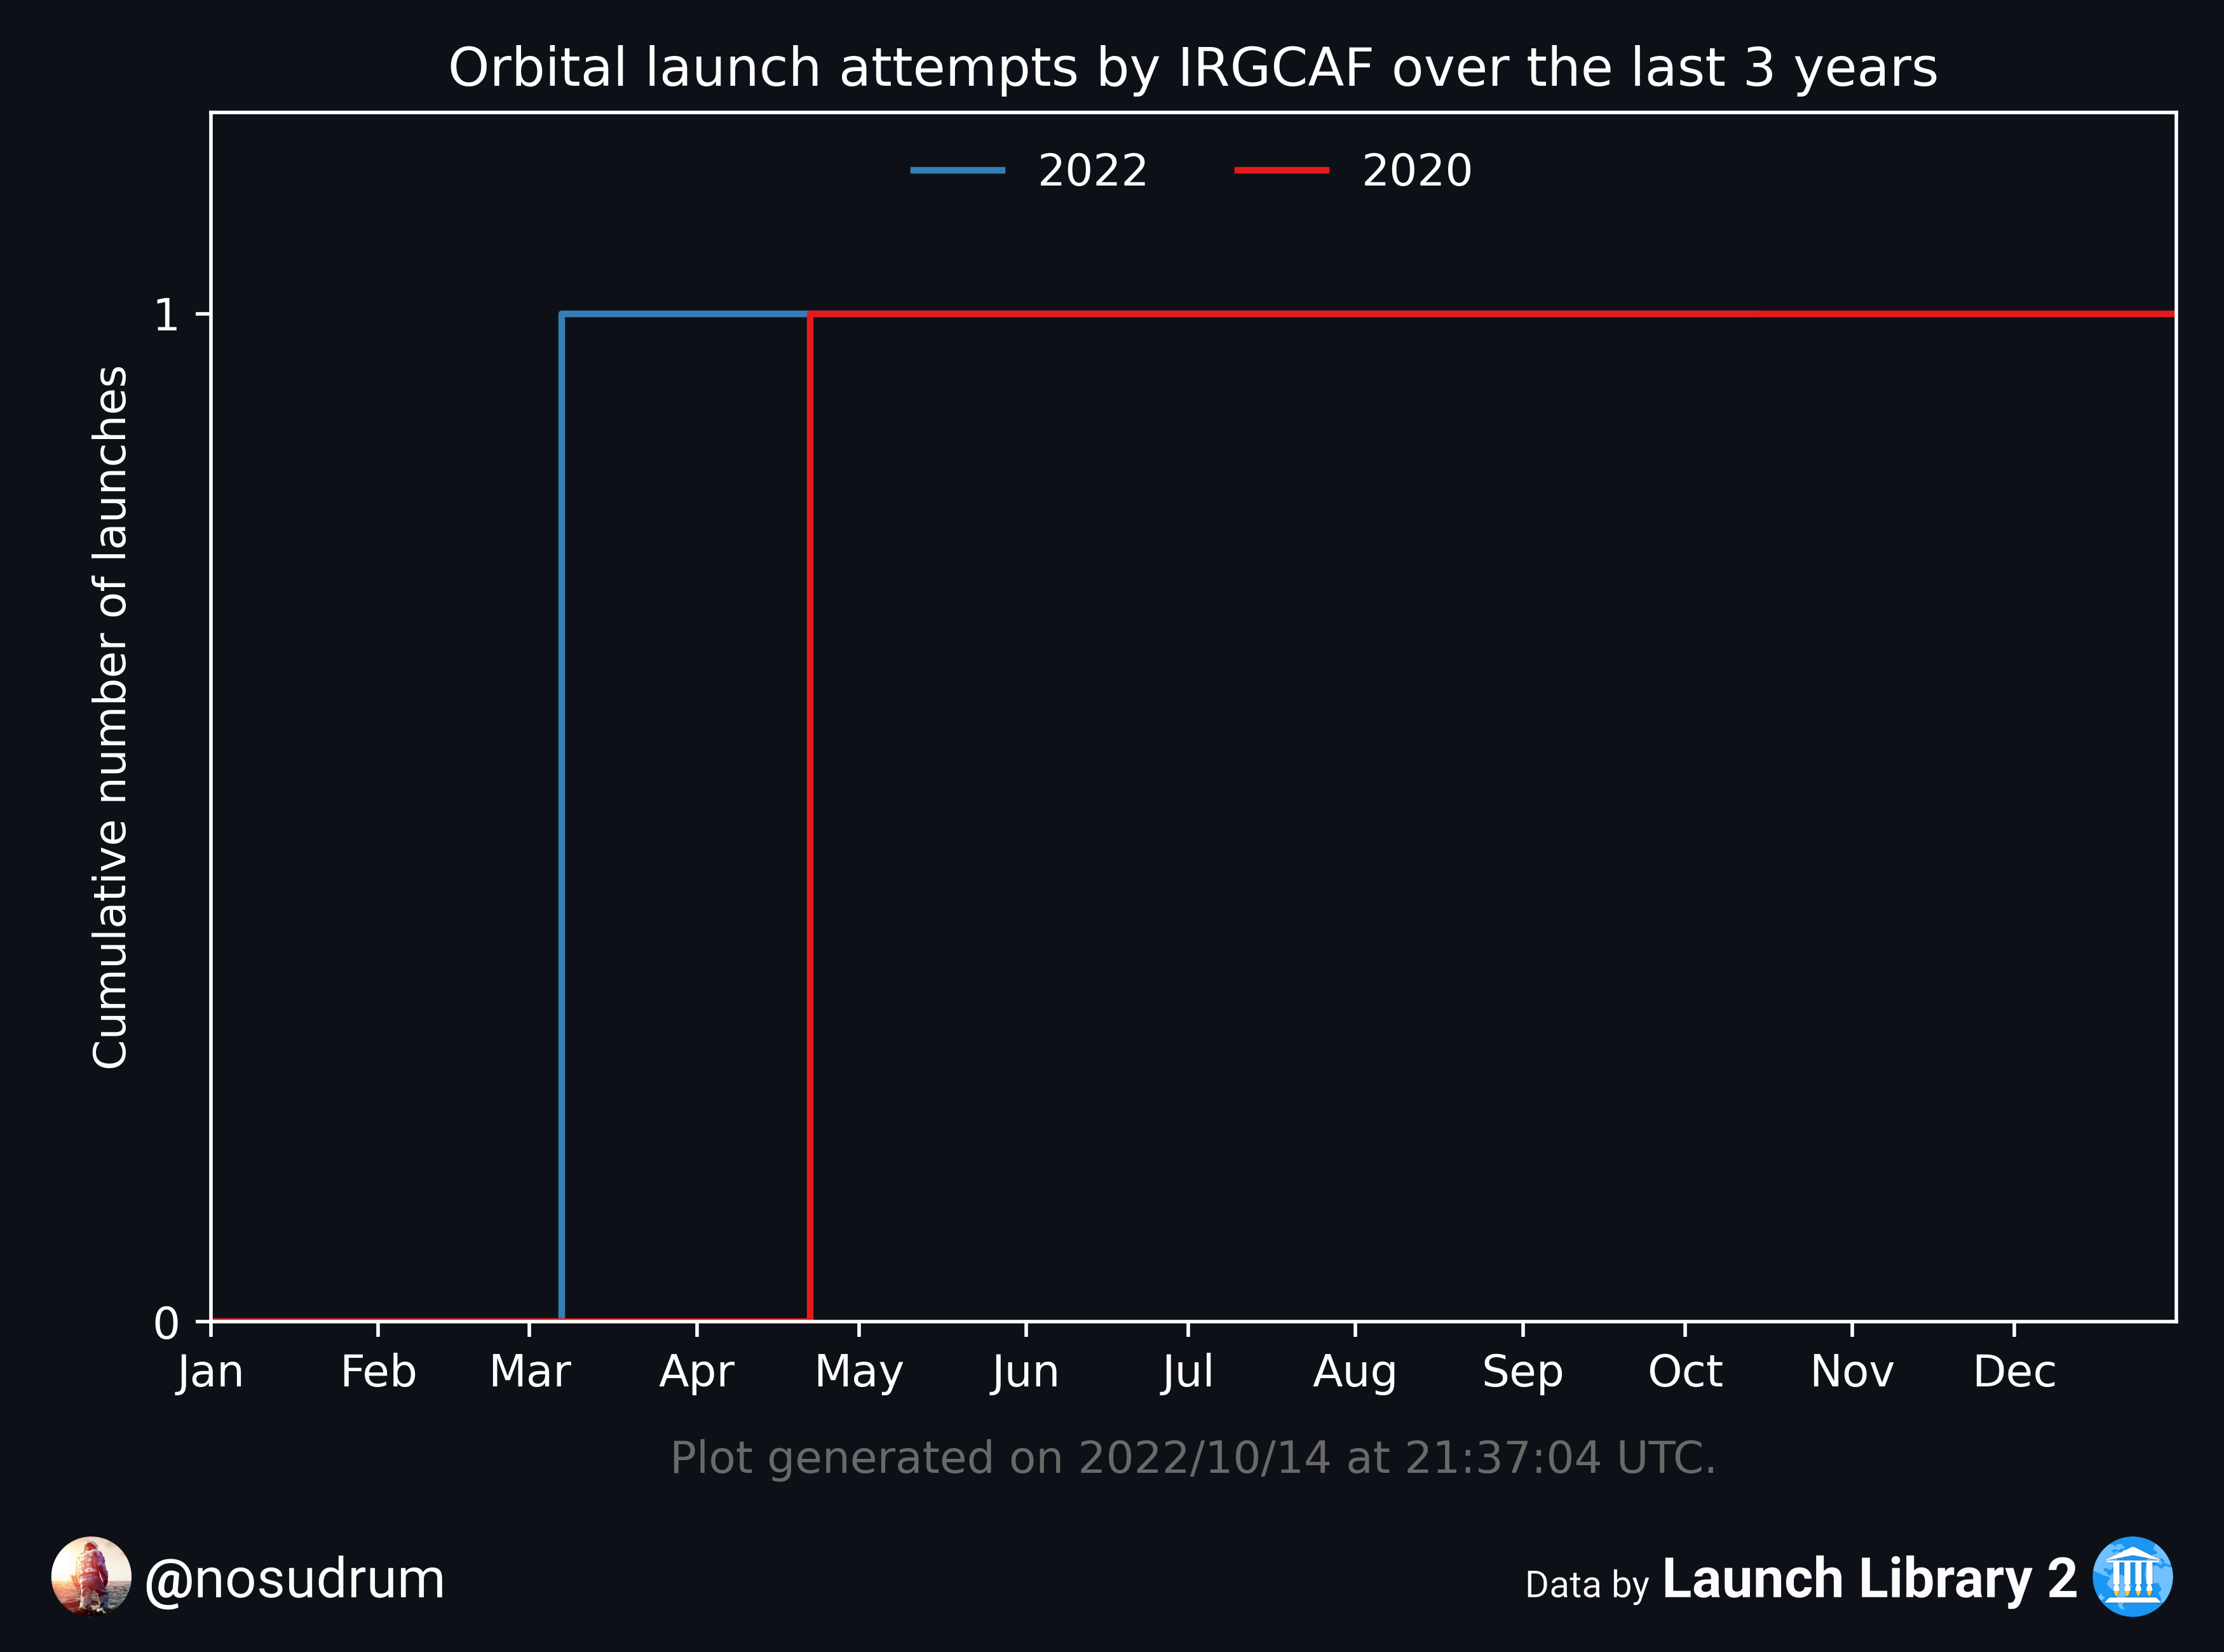 Orbital launch attempts by IRGCAF over the last 3 years
2022 2020
Cumulative number of launches
1
0
Jan Feb Mar Apr May Jun Jul Aug Sep Oct Nov Dec
Plot generated on 2022/10/14 at 21:37:04 UTC.
@nosudrum
Data by Launch Library 2